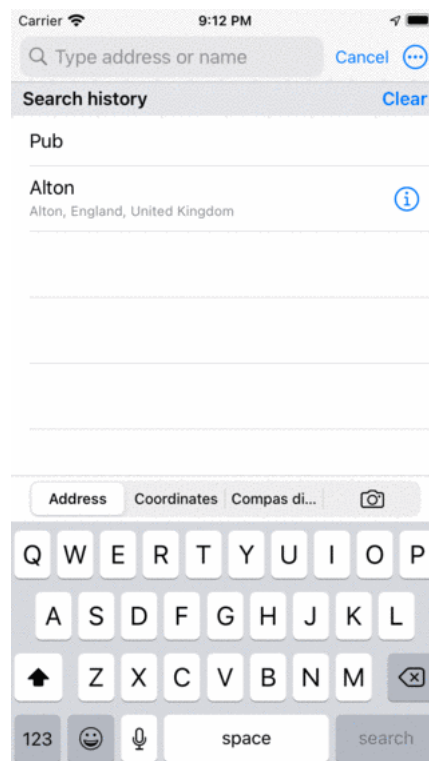 Carrier 9:12 PM
Type address or name Cancel
Search history Clear
Pub
Alton
Alton, England, United Kingdom
Address Coordinates Compas di...
Q W E R T Y U I O P
A S D F G H J K L
Z X C V B N M
123 space search